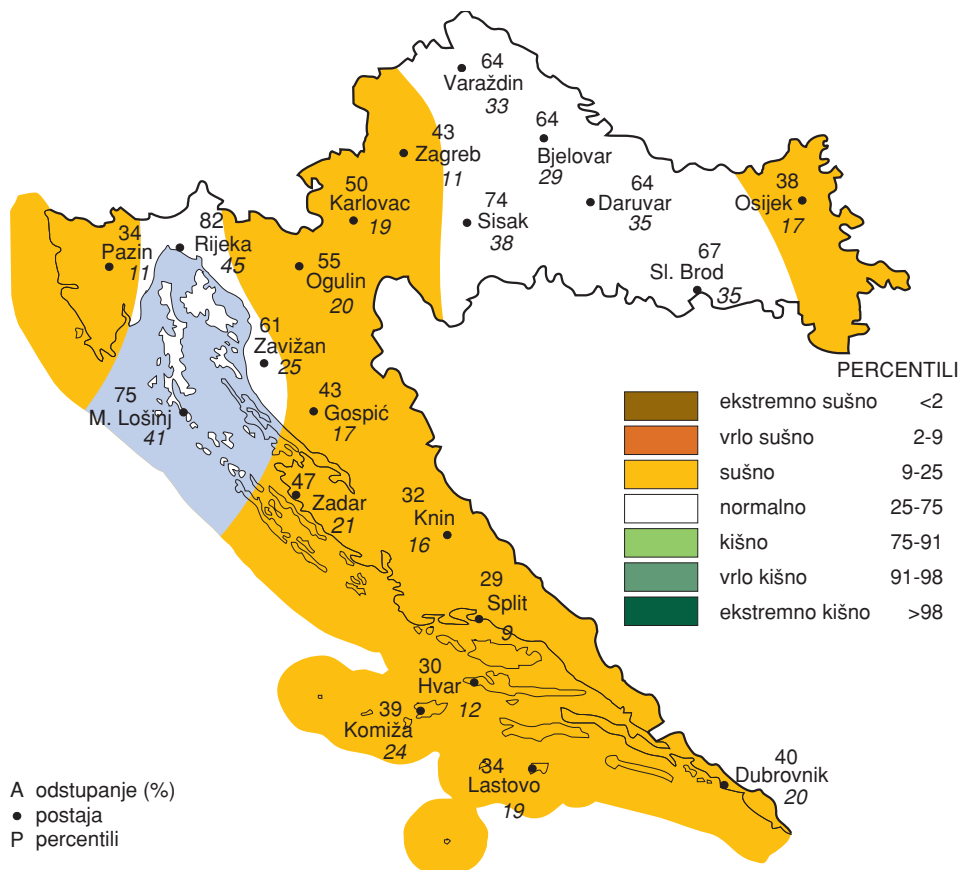 64
Varaždin
33
64
Bjelovar
29
43
Zagreb
11
50
Karlovac
19
74
Sisak
38
64
Daruvar
35
38
Osijek
17
34
Pazin
11
82
Rijeka
45
55
Ogulin
20
67
Sl. Brod
35
61
Zavižan
25
75
M. Lošinj
41
43
Gospić
17
47
Zadar
21
32
Knin
16
29
Split
9
30
Hvar
12
39
Komiža
24
34
Lastovo
19
40
Dubrovnik
20
PERCENTILI
ekstremno sušno <2
vrlo sušno 2-9
sušno 9-25
normalno 25-75
kišno 75-91
vrlo kišno 91-98
ekstremno kišno >98
A odstupanje (%)
● postaja
P percentili